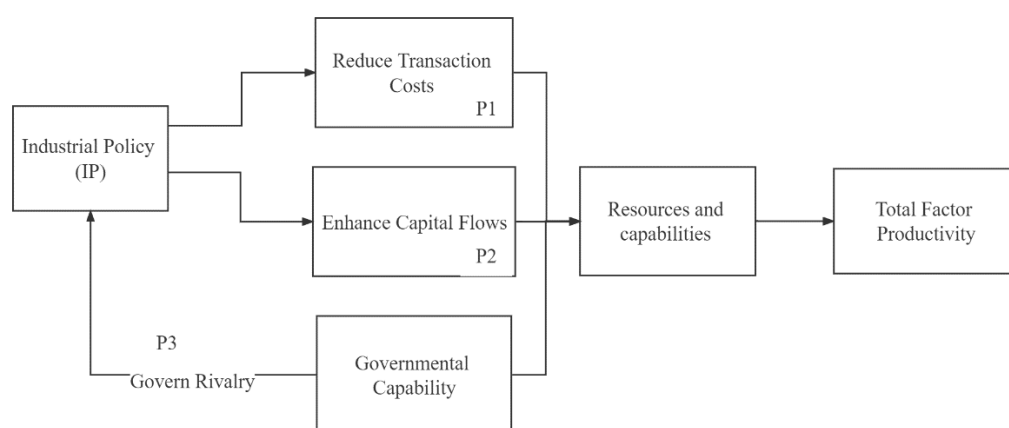 Reduce Transaction
Costs
P1
Industrial Policy
(IP)
Enhance Capital Flows
P2
Resources and
capabilities
Total Factor
Productivity
P3
Govern Rivalry
Governmental
Capability